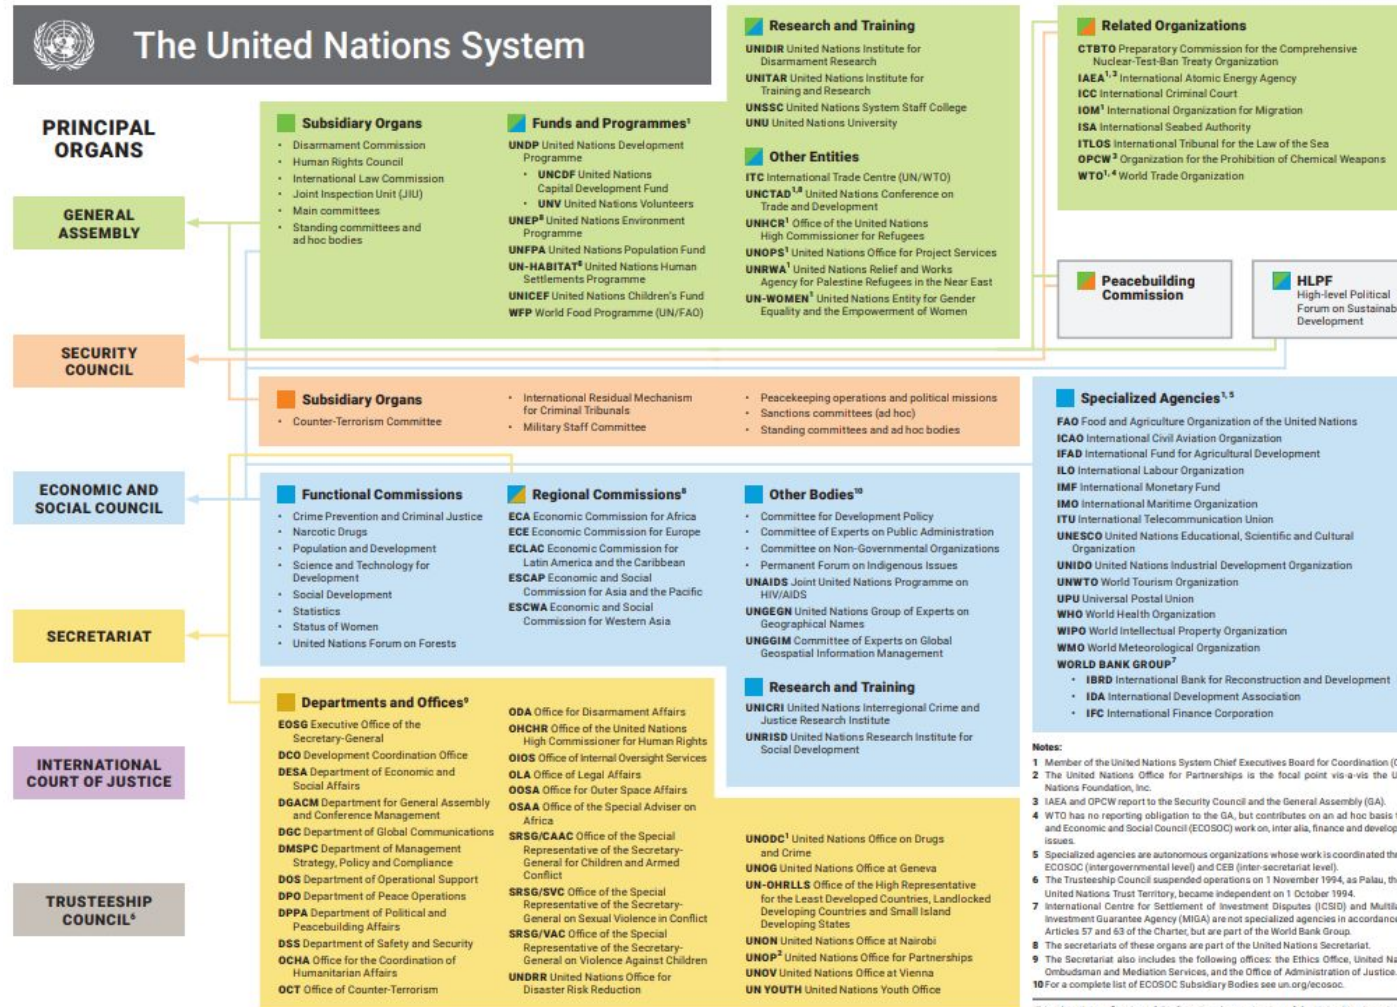 The United Nations System
PRINCIPAL
ORGANS
GENERAL
ASSEMBLY
SECURITY
COUNCIL
ECONOMIC AND
SOCIAL COUNCIL
SECRETARIAT
INTERNATIONAL
COURT OF JUSTICE
TRUSTEESHIP
COUNCIL⁶
Subsidiary Organs
• Disarmament Commission
• Human Rights Council
• International Law Commission
• Joint Inspection Unit (JIU)
• Main committees
• Standing committees and
ad hoc bodies
Funds and Programmes¹
UNDP United Nations Development
Programme
• UNCDF United Nations
Capital Development Fund
• UNV United Nations Volunteers
UNEP⁸ United Nations Environment
Programme
UNFPA United Nations Population Fund
UN-HABITAT⁸ United Nations Human
Settlements Programme
UNICEF United Nations Children's Fund
WFP World Food Programme (UN/FAO)
Research and Training
UNIDIR United Nations Institute for
Disarmament Research
UNITAR United Nations Institute for
Training and Research
UNSSC United Nations System Staff College
UNU United Nations University
Other Entities
ITC International Trade Centre (UN/WTO)
UNCTAD¹,⁸ United Nations Conference on
Trade and Development
UNHCR¹ Office of the United Nations
High Commissioner for Refugees
UNOPS¹ United Nations Office for Project Services
UNRWA¹ United Nations Relief and Works
Agency for Palestine Refugees in the Near East
UN-WOMEN¹ United Nations Entity for Gender
Equality and the Empowerment of Women
Related Organizations
CTBTO Preparatory Commission for the Comprehensive
Nuclear-Test-Ban Treaty Organization
IAEA¹,³ International Atomic Energy Agency
ICC International Criminal Court
IOM¹ International Organization for Migration
ISA International Seabed Authority
ITLOS International Tribunal for the Law of the Sea
OPCW³ Organization for the Prohibition of Chemical Weapons
WTO¹,⁴ World Trade Organization
Peacebuilding
Commission
HLPF
High-level Political
Forum on Sustainab
Development
Subsidiary Organs
• Counter-Terrorism Committee
• International Residual Mechanism
for Criminal Tribunals
• Military Staff Committee
• Peacekeeping operations and political missions
• Sanctions committees (ad hoc)
• Standing committees and ad hoc bodies
Functional Commissions
• Crime Prevention and Criminal Justice
• Narcotic Drugs
• Population and Development
• Science and Technology for
Development
• Social Development
• Statistics
• Status of Women
• United Nations Forum on Forests
Regional Commissions⁸
ECA Economic Commission for Africa
ECE Economic Commission for Europe
ECLAC Economic Commission for
Latin America and the Caribbean
ESCAP Economic and Social
Commission for Asia and the Pacific
ESCWA Economic and Social
Commission for Western Asia
Other Bodies¹⁰
• Committee for Development Policy
• Committee of Experts on Public Administration
• Committee on Non-Governmental Organizations
• Permanent Forum on Indigenous Issues
UNAIDS Joint United Nations Programme on
HIV/AIDS
UNGEGN United Nations Group of Experts on
Geographical Names
UNGGIM Committee of Experts on Global
Geospatial Information Management
Research and Training
UNICRI United Nations Interregional Crime and
Justice Research Institute
UNRISD United Nations Research Institute for
Social Development
Specialized Agencies¹,⁵
FAO Food and Agriculture Organization of the United Nations
ICAO International Civil Aviation Organization
IFAD International Fund for Agricultural Development
ILO International Labour Organization
IMF International Monetary Fund
IMO International Maritime Organization
ITU International Telecommunication Union
UNESCO United Nations Educational, Scientific and Cultural
Organization
UNIDO United Nations Industrial Development Organization
UNWTO World Tourism Organization
UPU Universal Postal Union
WHO World Health Organization
WIPO World Intellectual Property Organization
WMO World Meteorological Organization
WORLD BANK GROUP⁷
• IBRD International Bank for Reconstruction and Development
• IDA International Development Association
• IFC International Finance Corporation
Departments and Offices⁹
EOSG Executive Office of the
Secretary-General
DCO Development Coordination Office
DESA Department of Economic and
Social Affairs
DGACM Department for General Assembly
and Conference Management
DGC Department of Global Communications
DMSPC Department of Management
Strategy, Policy and Compliance
DOS Department of Operational Support
DPO Department of Peace Operations
DPPA Department of Political and
Peacebuilding Affairs
DSS Department of Safety and Security
OCHA Office for the Coordination of
Humanitarian Affairs
OCT Office of Counter-Terrorism
ODA Office for Disarmament Affairs
OHCHR Office of the United Nations
High Commissioner for Human Rights
OIOS Office of Internal Oversight Services
OLA Office of Legal Affairs
OOSA Office for Outer Space Affairs
OSAA Office of the Special Adviser on
Africa
SRSG/CAAC Office of the Special
Representative of the Secretary-
General for Children and Armed
Conflict
SRSG/SVC Office of the Special
Representative of the Secretary-
General on Sexual Violence in Conflict
SRSG/VAC Office of the Special
Representative of the Secretary-
General on Violence Against Children
UNDRR United Nations Office for
Disaster Risk Reduction
UNODC¹ United Nations Office on Drugs
and Crime
UNOG United Nations Office at Geneva
UN-OHRLLS Office of the High Representative
for the Least Developed Countries, Landlocked
Developing Countries and Small Island
Developing States
UNON United Nations Office at Nairobi
UNOP² United Nations Office for Partnerships
UNOV United Nations Office at Vienna
UN YOUTH United Nations Youth Office
Notes:
1 Member of the United Nations System Chief Executives Board for Coordination (C
2 The United Nations Office for Partnerships is the focal point vis-a-vis the U
Nations Foundation, Inc.
3 IAEA and OPCW report to the Security Council and the General Assembly (GA).
4 WTO has no reporting obligation to the GA, but contributes on an ad hoc basis t
and Economic and Social Council (ECOSOC) work on, inter alia, finance and develop
issues.
5 Specialized agencies are autonomous organizations whose work is coordinated thr
ECOSOC (intergovernmental level) and CEB (inter-secretariat level).
6 The Trusteeship Council suspended operations on 1 November 1994, as Palau, th
United Nations Trust Territory, became independent on 1 October 1994.
7 International Centre for Settlement of Investment Disputes (ICSID) and Multila
Investment Guarantee Agency (MIGA) are not specialized agencies in accordance
Articles 57 and 63 of the Charter, but are part of the World Bank Group.
8 The secretariats of these organs are part of the United Nations Secretariat.
9 The Secretariat also includes the following offices: the Ethics Office, United Na
Ombudsman and Mediation Services, and the Office of Administration of Justice.
10 For a complete list of ECOSOC Subsidiary Bodies see un.org/ecosoc.